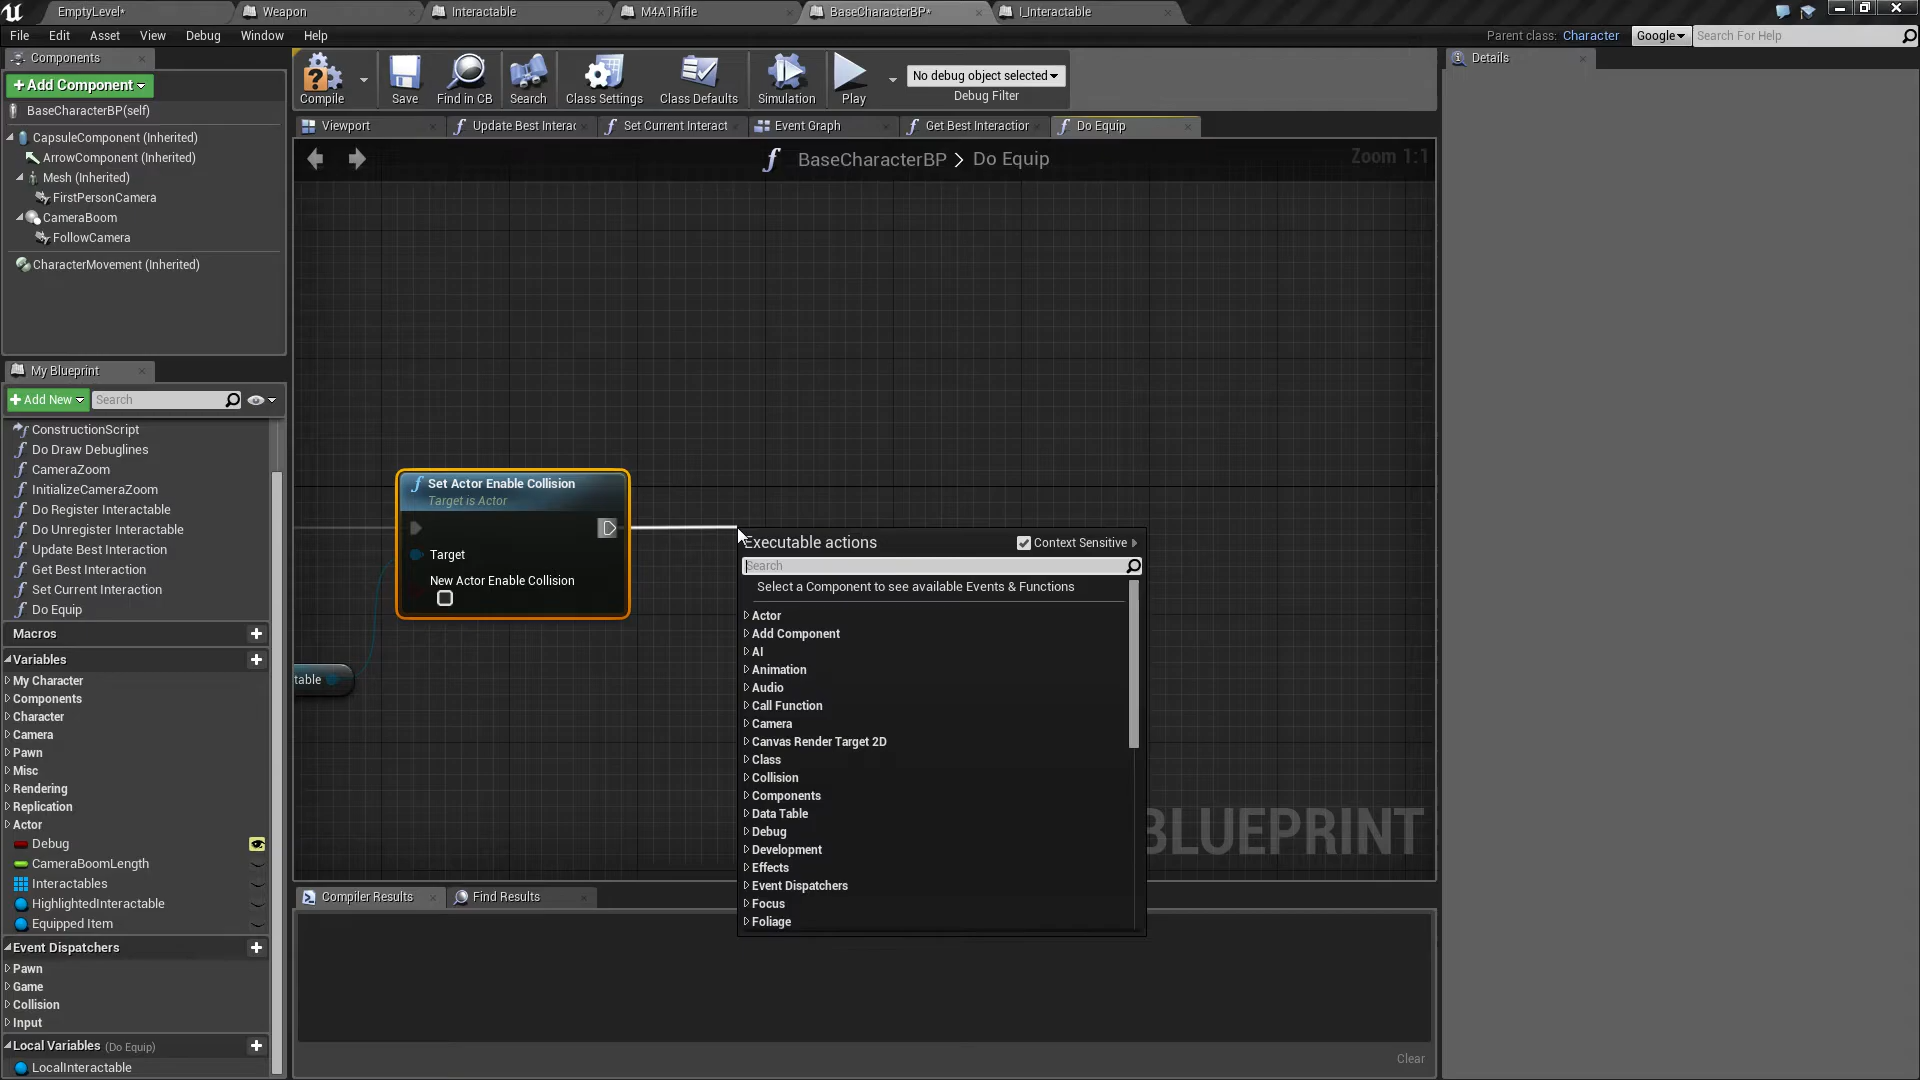 EmptyLevel*
Weapon
Interactable
M4A1Rifle
BaseCharacterBP*
I_Interactable
File Edit Asset View Debug Window Help
Parent class: Character
Google
Search For Help
Components
+Add Component
BaseCharacterBP(self)
CapsuleComponent (Inherited)
ArrowComponent (Inherited)
Mesh (Inherited)
FirstPersonCamera
CameraBoom
FollowCamera
CharacterMovement (Inherited)
Compile
Save
Find in CB
Search
Class Settings
Class Defaults
Simulation
Play
No debug object selected
Debug Filter
Details
Viewport
Update Best Interac
Set Current Interact
Event Graph
Get Best Interaction
Do Equip
BaseCharacterBP > Do Equip
Zoom 1:1
My Blueprint
+Add New
Search
ConstructionScript
Do Draw Debuglines
CameraZoom
InitializeCameraZoom
Do Register Interactable
Do Unregister Interactable
Update Best Interaction
Get Best Interaction
Set Current Interaction
Do Equip
Macros
Variables
My Character
Components
Character
Camera
Pawn
Misc
Rendering
Replication
Actor
Debug
CameraBoomLength
Interactables
HighlightedInteractable
Equipped Item
Event Dispatchers
Pawn
Game
Collision
Input
Local Variables (Do Equip)
LocalInteractable
Set Actor Enable Collision
Target is Actor
Target
New Actor Enable Collision
table
Executable actions
Context Sensitive
Search
Select a Component to see available Events & Functions
Actor
Add Component
AI
Animation
Audio
Call Function
Camera
Canvas Render Target 2D
Class
Collision
Components
Data Table
Debug
Development
Effects
Event Dispatchers
Focus
Foliage
BLUEPRINT
Compiler Results
Find Results
Clear